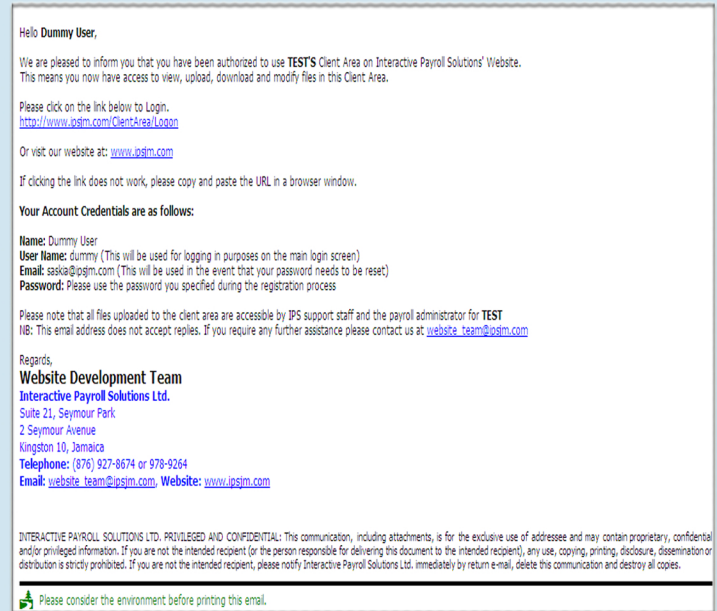 Hello Dummy User,
We are pleased to inform you that you have been authorized to use TEST'S Client Area on Interactive Payroll Solutions' Website.
This means you now have access to view, upload, download and modify files in this Client Area.
Please click on the link below to Login.
http://www.ipsjm.com/ClientArea/Logon
Or visit our website at: www.ipsjm.com
If clicking the link does not work, please copy and paste the URL in a browser window.
Your Account Credentials are as follows:
Name: Dummy User
User Name: dummy (This will be used for logging in purposes on the main login screen)
Email: saskia@ipsjm.com (This will be used in the event that your password needs to be reset)
Password: Please use the password you specified during the registration process
Please note that all files uploaded to the client area are accessible by IPS support staff and the payroll administrator for TEST
NB: This email address does not accept replies. If you require any further assistance please contact us at website_team@ipsjm.com
Regards,
Website Development Team
Interactive Payroll Solutions Ltd.
Suite 21, Seymour Park
2 Seymour Avenue
Kingston 10, Jamaica
Telephone: (876) 927-8674 or 978-9264
Email: website_team@ipsjm.com, Website: www.ipsjm.com
INTERACTIVE PAYROLL SOLUTIONS LTD. PRIVILEGED AND CONFIDENTIAL: This communication, including attachments, is for the exclusive use of addressee and may contain proprietary, confidential
and/or privileged information. If you are not the intended recipient (or the person responsible for delivering this document to the intended recipient), any use, copying, printing, disclosure, dissemination or
distribution is strictly prohibited. If you are not the intended recipient, please notify Interactive Payroll Solutions Ltd. immediately by return e-mail, delete this communication and destroy all copies.
Please consider the environment before printing this email.